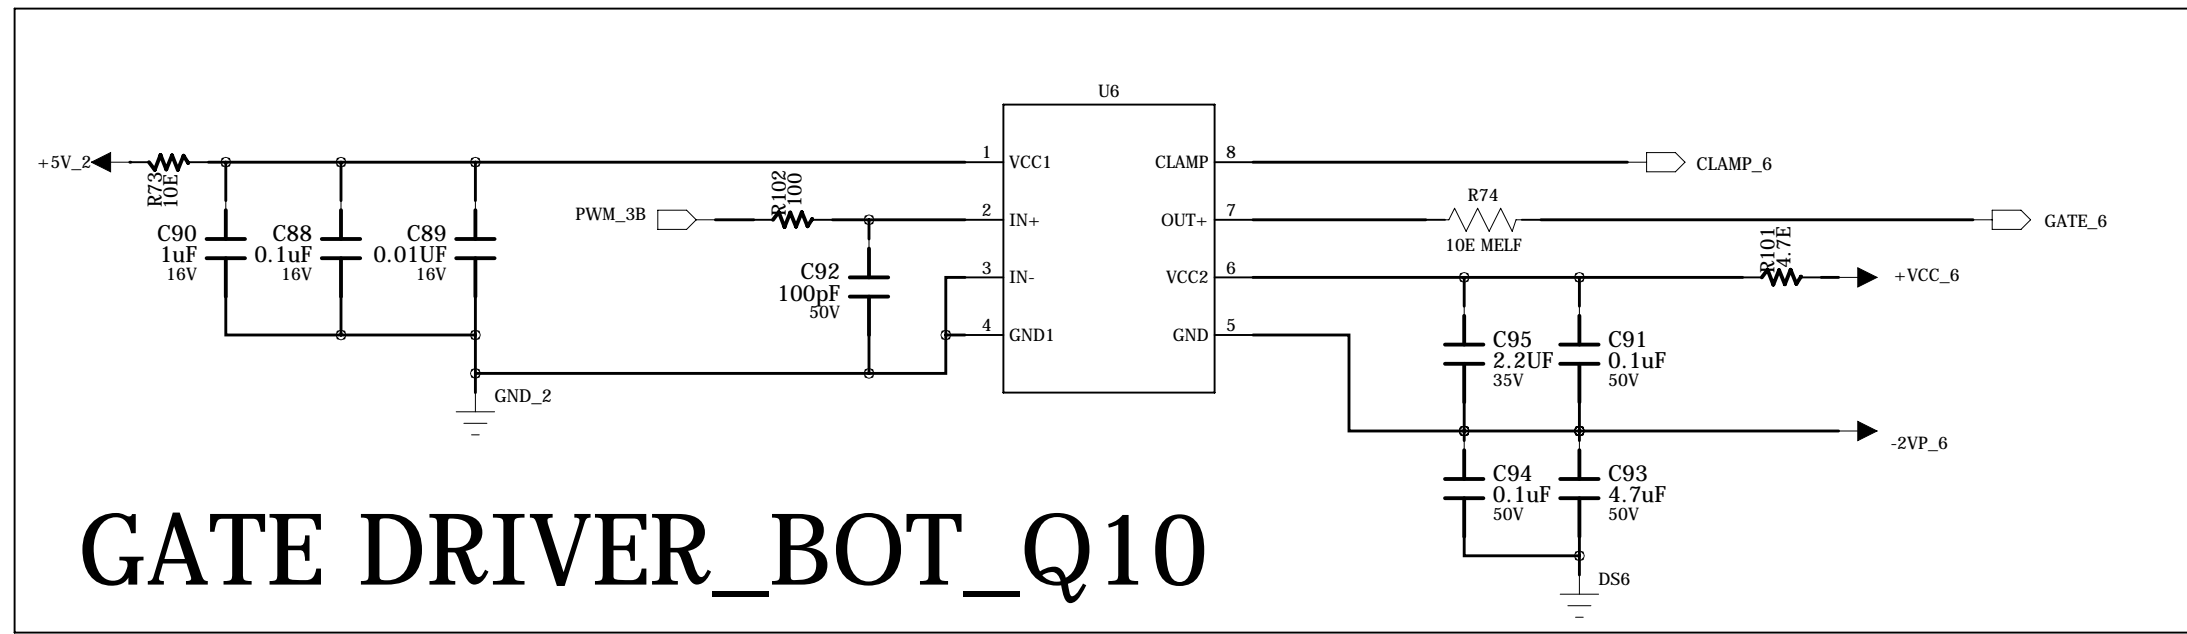 U6
+5V_2
R73
10E
C90
1uF
16V
C88
0.1uF
16V
C89
0.01UF
16V
GND_2
PWM_3B
R102
100
C92
100pF
50V
1
VCC1
2
IN+
3
IN-
4
GND1
CLAMP
8
OUT+
7
VCC2
6
GND
5
CLAMP_6
R74
10E MELF
GATE_6
R101
4.7E
+VCC_6
C95
2.2UF
35V
C91
0.1uF
50V
-2VP_6
C94
0.1uF
50V
C93
4.7uF
50V
DS6
GATE DRIVER_BOT_Q10